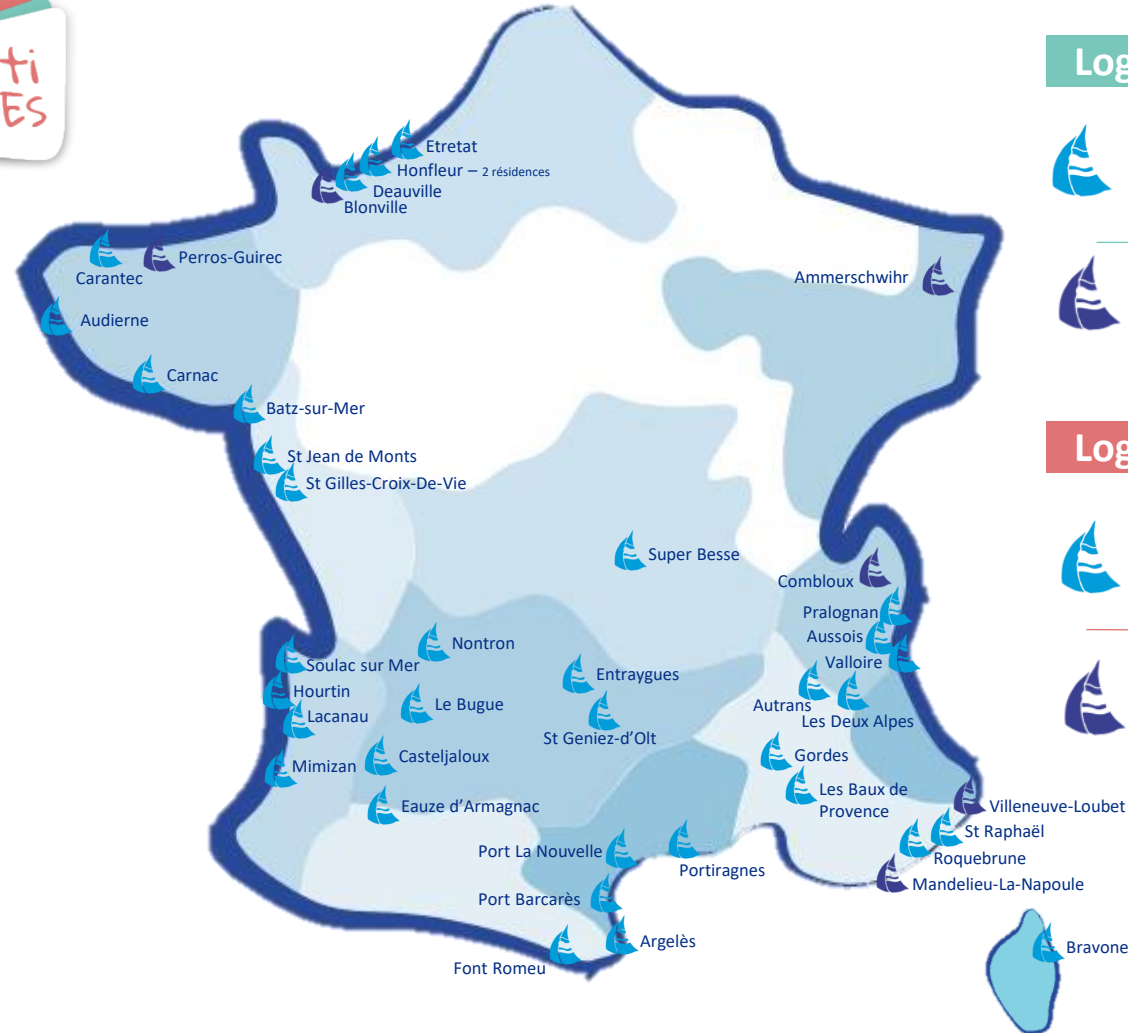 ti
ES
Log
Etretat
Honfleur – 2 résidences
Deauville
Blonville
Perros-Guirec
Carantec
Ammerschwihr
Audierne
Carnac
Batz-sur-Mer
Log
St Jean de Monts
St Gilles-Croix-De-Vie
Super Besse
Combloux
Pralognan
Aussois
Nontron
Valloire
Soulac sur Mer
Entraygues
Hourtin
Le Bugue
Autrans
Lacanau
Les Deux Alpes
St Geniez-d'Olt
Casteljaloux
Gordes
Mimizan
Les Baux de
Provence
Eauze d'Armagnac
Villeneuve-Loubet
St Raphaël
Port La Nouvelle
Roquebrune
Portiragnes
Mandelieu-La-Napoule
Port Barcarès
Argelès
Bravone
Font Romeu